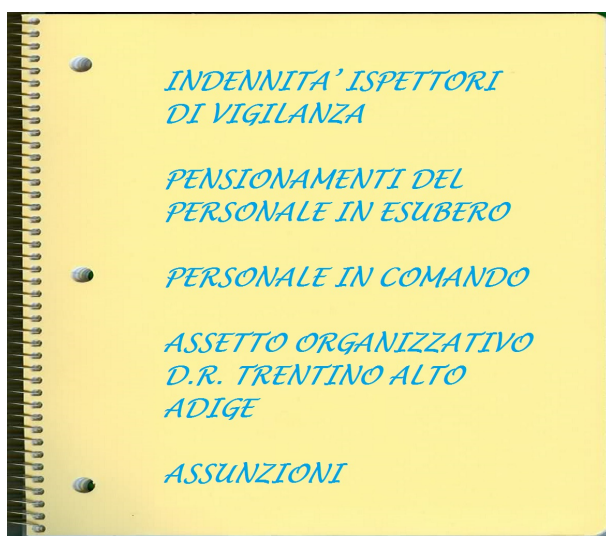 INDENNITA' ISPETTORI
DI VIGILANZA
PENSIONAMENTI DEL
PERSONALE IN ESUBERO
PERSONALE IN COMANDO
ASSETTO ORGANIZZATIVO
D.R. TRENTINO ALTO
ADIGE
ASSUNZIONI